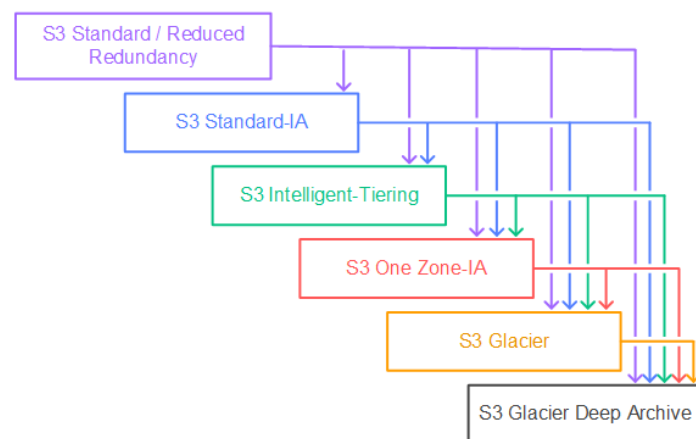 S3 Standard / Reduced
Redundancy
S3 Standard-IA
S3 Intelligent-Tiering
S3 One Zone-IA
S3 Glacier
S3 Glacier Deep Archive